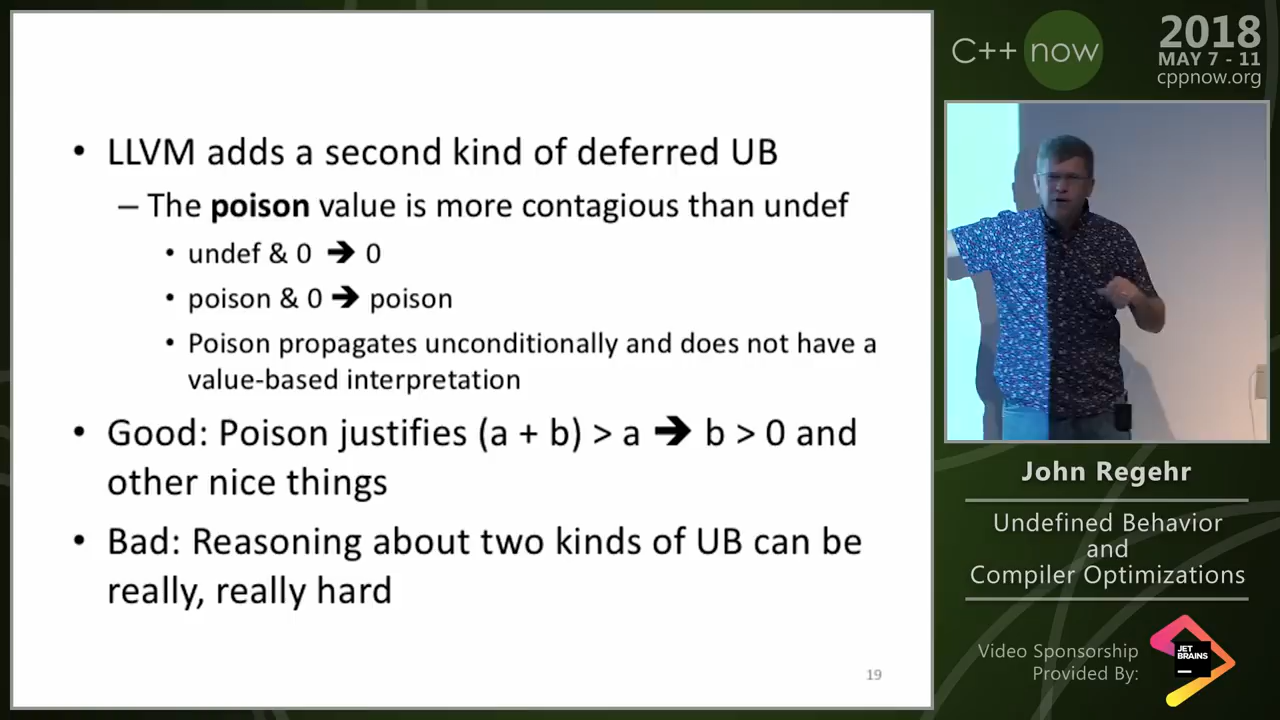 • LLVM adds a second kind of deferred UB
– The poison value is more contagious than undef
• undef & 0 ➔ 0
• poison & 0 ➔ poison
• Poison propagates unconditionally and does not have a
value-based interpretation
• Good: Poison justifies (a + b) > a ➔ b > 0 and
other nice things
• Bad: Reasoning about two kinds of UB can be
really, really hard
19
C++ now
2018
MAY 7 - 11
cppnow.org
John Regehr
Undefined Behavior
and
Compiler Optimizations
Video Sponsorship
Provided By:
JET
BRAINS